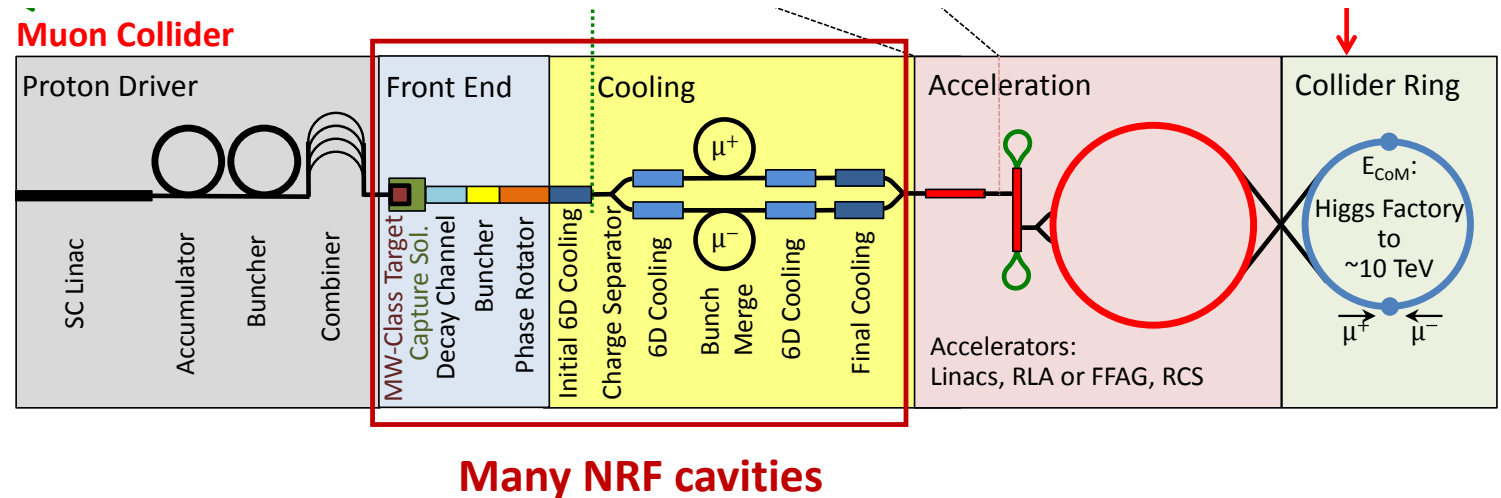 Muon Collider
Proton Driver
Front End
Cooling
Acceleration
Collider Ring
SC Linac
Accumulator
Buncher
Combiner
MW-Class Target
Capture Sol.
Decay Channel
Buncher
Phase Rotator
Initial 6D Cooling
Charge Separator
6D Cooling
μ⁺
μ⁻
Bunch
Merge
6D Cooling
Final Cooling
Accelerators:
Linacs, RLA or FFAG, RCS
E_CoM:
Higgs Factory
to
~10 TeV
μ⁺ μ⁻
Many NRF cavities